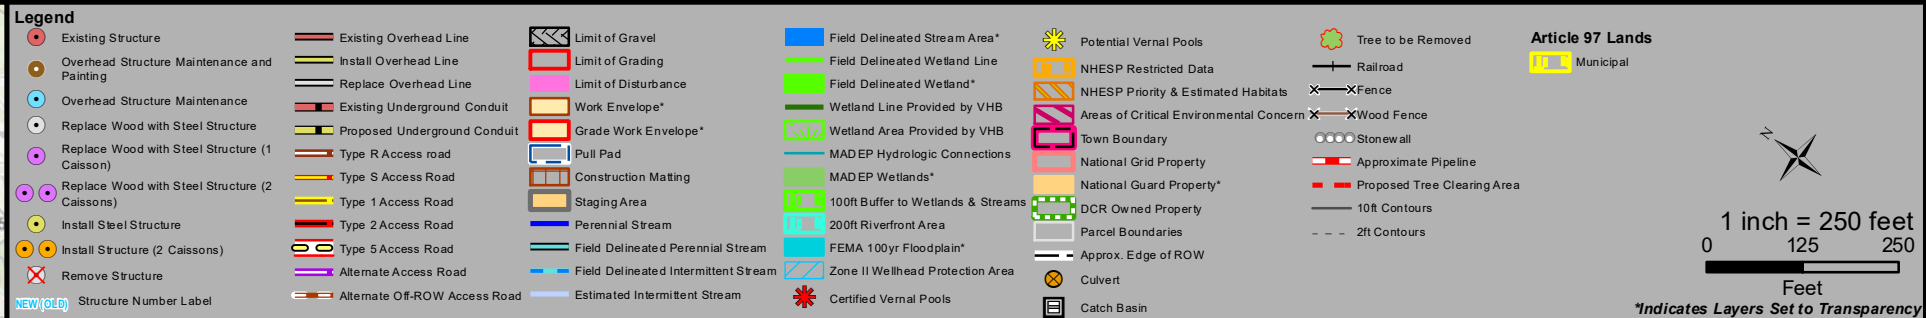 Legend
Existing Structure
Overhead Structure Maintenance and
Painting
Overhead Structure Maintenance
Replace Wood with Steel Structure
Replace Wood with Steel Structure (1
Caisson)
Replace Wood with Steel Structure (2
Caissons)
Install Steel Structure
Install Structure (2 Caissons)
Remove Structure
NEW (OLD) Structure Number Label
Existing Overhead Line
Install Overhead Line
Replace Overhead Line
Existing Underground Conduit
Proposed Underground Conduit
Type R Access road
Type S Access Road
Type 1 Access Road
Type 2 Access Road
Type 5 Access Road
Alternate Access Road
Alternate Off-ROW Access Road
Limit of Gravel
Limit of Grading
Limit of Disturbance
Work Envelope*
Grade Work Envelope*
Pull Pad
Construction Matting
Staging Area
Perennial Stream
Field Delineated Perennial Stream
Field Delineated Intermittent Stream
Estimated Intermittent Stream
Field Delineated Stream Area*
Field Delineated Wetland Line
Field Delineated Wetland*
Wetland Line Provided by VHB
Wetland Area Provided by VHB
MADEP Hydrologic Connections
MADEP Wetlands*
100ft Buffer to Wetlands & Streams
200ft Riverfront Area
FEMA 100yr Floodplain*
Zone II Wellhead Protection Area
Certified Vernal Pools
Potential Vernal Pools
NHESP Restricted Data
NHESP Priority & Estimated Habitats
Areas of Critical Environmental Concern
Town Boundary
National Grid Property
National Guard Property*
DCR Owned Property
Parcel Boundaries
Approx. Edge of ROW
Culvert
Catch Basin
Tree to be Removed
Railroad
Fence
Wood Fence
Stonewall
Approximate Pipeline
Proposed Tree Clearing Area
10ft Contours
2ft Contours
Article 97 Lands
Municipal
N
1 inch = 250 feet
0 125 250
Feet
*Indicates Layers Set to Transparency